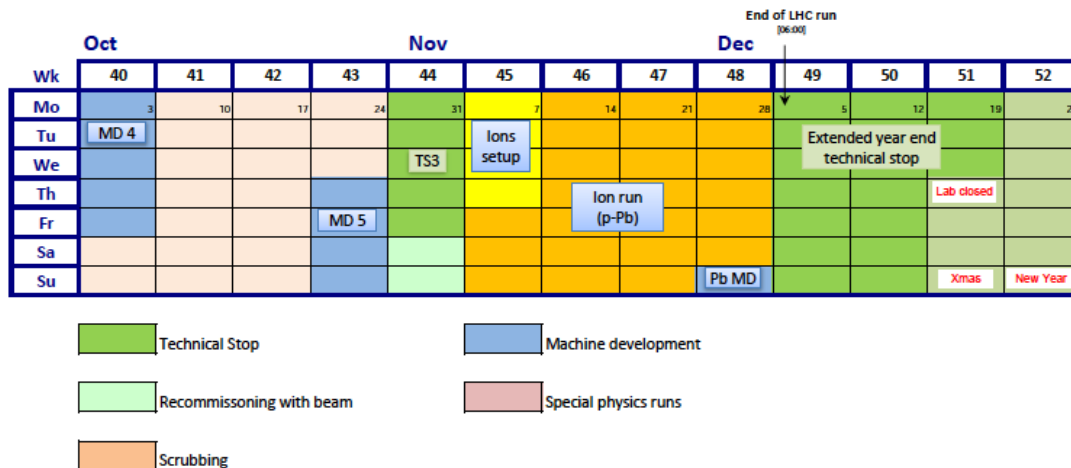 End of LHC run
[06:00]
Oct Nov Dec
Wk 40 41 42 43 44 45 46 47 48 49 50 51 52
Mo 3 10 17 24 31 7 14 21 28 5 12 19
Tu MD 4 Ions setup Extended year end technical stop
We TS3
Th Ion run (p-Pb) Lab closed
Fr MD 5
Sa
Su Pb MD Xmas New Year
Technical Stop Machine development
Recommissoning with beam Special physics runs
Scrubbing